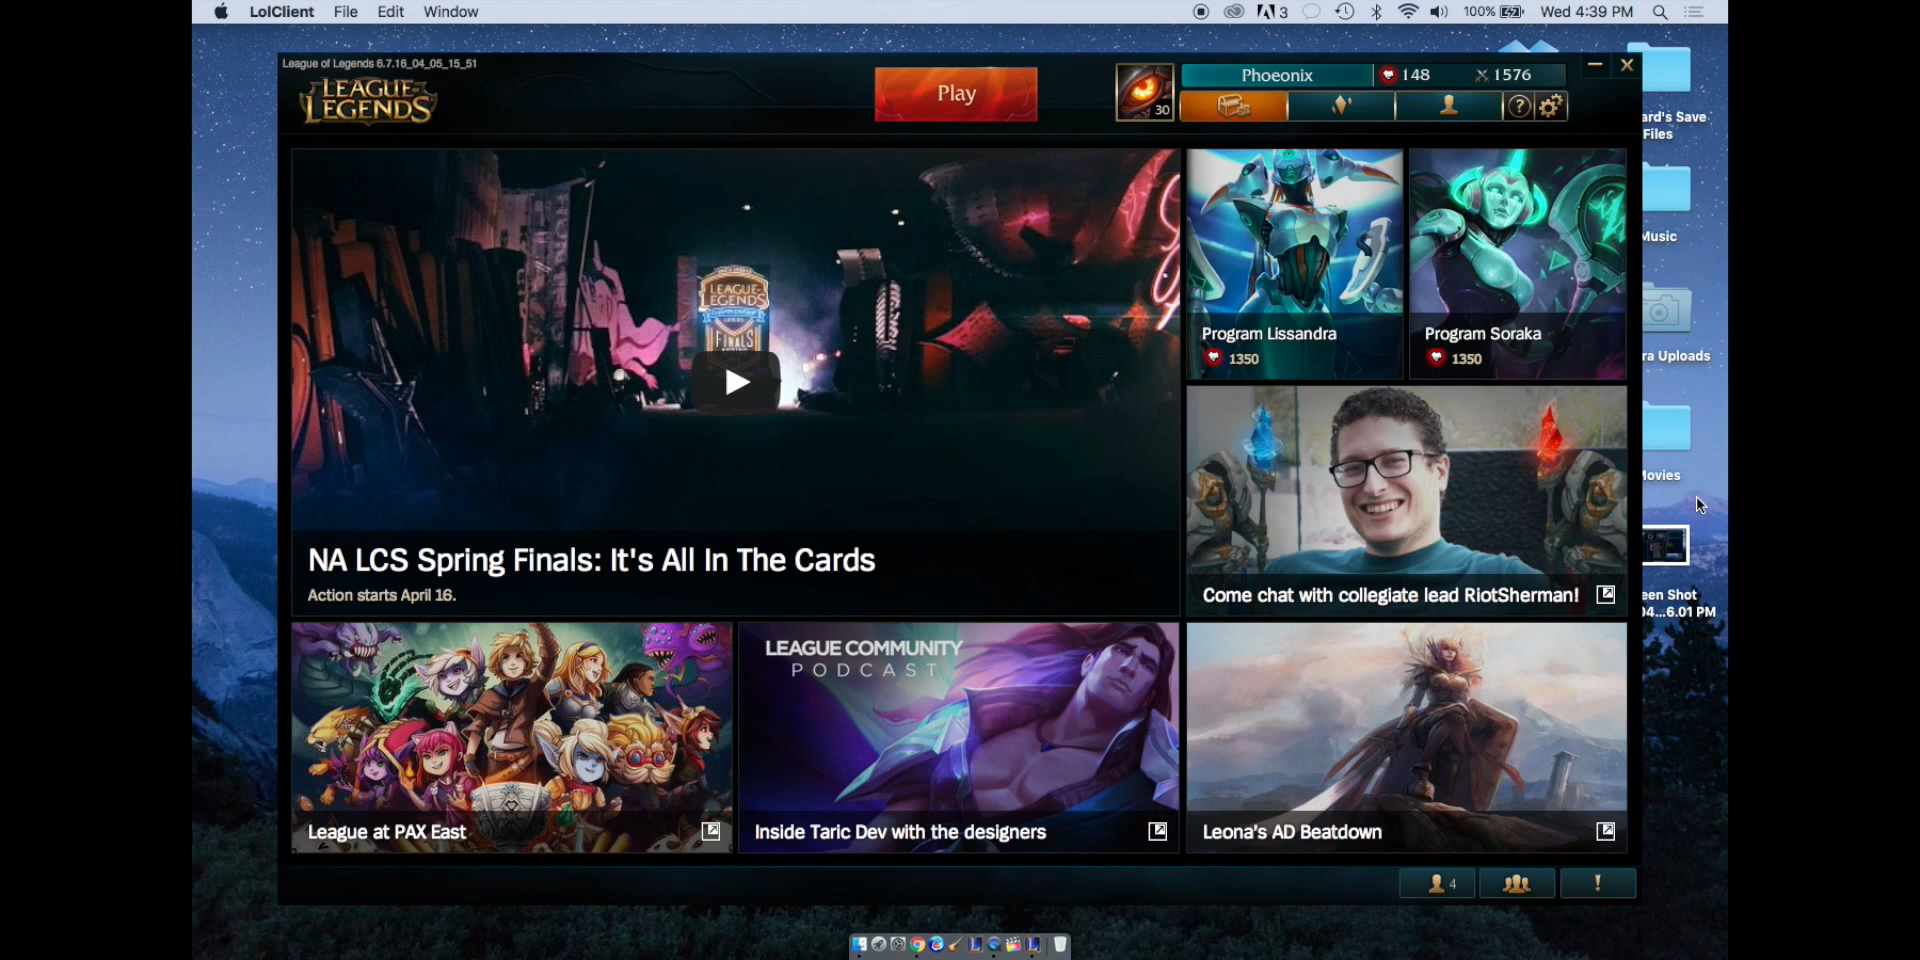 LolClient File Edit Window
3 100% Wed 4:39 PM
League of Legends 6.7.16_04_05_15_51
LEAGUE
LEGENDS
Play
30
Phoeonix 148 1576
?
ard's Save
Files
Music
ra Uploads
Movies
een Shot
04...6.01 PM
LEAGUE
LEGENDS
FINALS
NA LCS Spring Finals: It's All In The Cards
Action starts April 16.
Program Lissandra
1350
Program Soraka
1350
Come chat with collegiate lead RiotSherman!
League at PAX East
LEAGUE COMMUNITY
PODCAST
Inside Taric Dev with the designers
Leona's AD Beatdown
4
!